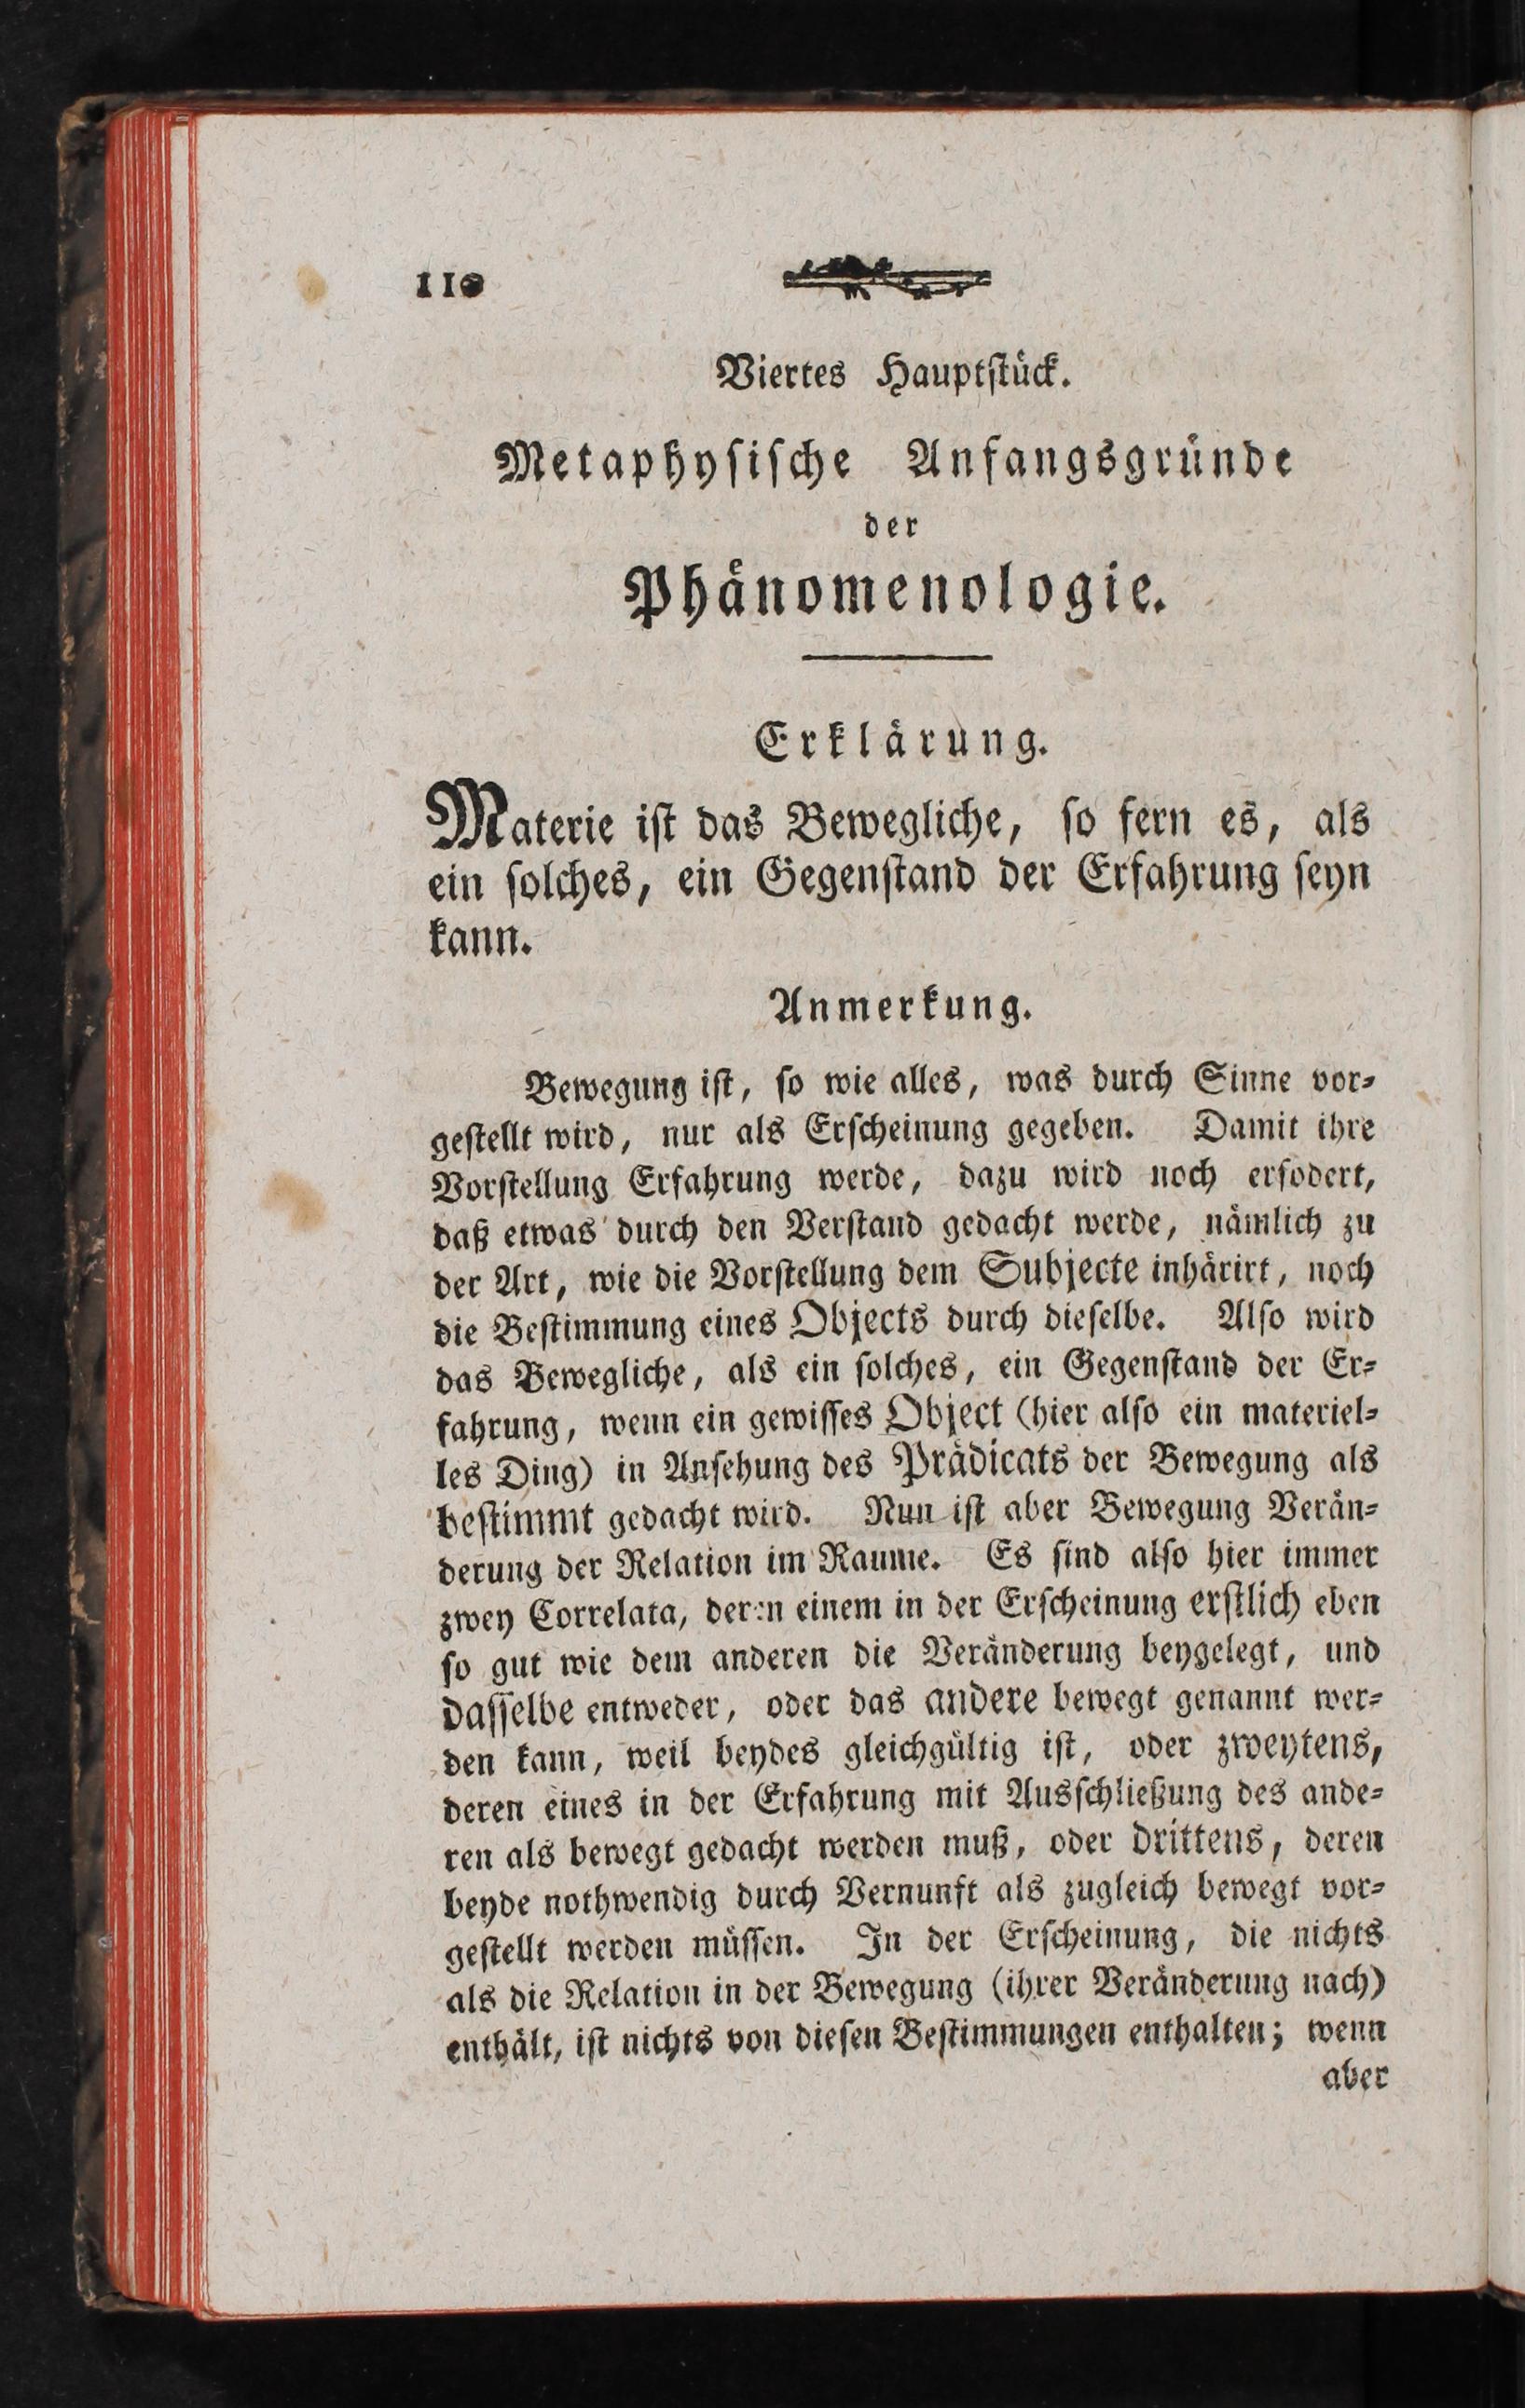 110
Viertes Hauptstück.
Metaphysische Anfangsgründe
der
Phänomenologie.
Erklärung.
Materie ist das Bewegliche, so fern es, als
ein solches, ein Gegenstand der Erfahrung seyn
kann.
Anmerkung.
Bewegung ist, so wie alles, was durch Sinne vor-
gestellt wird, nur als Erscheinung gegeben. Damit ihre
Vorstellung Erfahrung werde, dazu wird noch erfodert,
daß etwas durch den Verstand gedacht werde, nämlich zu
der Art, wie die Vorstellung dem Subjecte inhärirt, noch
die Bestimmung eines Objects durch dieselbe. Also wird
das Bewegliche, als ein solches, ein Gegenstand der Er-
fahrung, wenn ein gewisses Object (hier also ein materiel-
les Ding) in Ansehung des Prädicats der Bewegung als
bestimmt gedacht wird. Nun ist aber Bewegung Verän-
derung der Relation im Raume. Es sind also hier immer
zwey Correlata, deren einem in der Erscheinung erstlich eben
so gut wie dem anderen die Veränderung beygelegt, und
dasselbe entweder, oder das andere bewegt genannt wer-
den kann, weil beydes gleichgültig ist, oder zweytens,
deren eines in der Erfahrung mit Ausschließung des ande-
ren als bewegt gedacht werden muß, oder drittens, deren
beyde nothwendig durch Vernunft als zugleich bewegt vor-
gestellt werden müssen. In der Erscheinung, die nichts
als die Relation in der Bewegung (ihrer Veränderung nach)
enthält, ist nichts von diesen Bestimmungen enthalten; wenn
aber